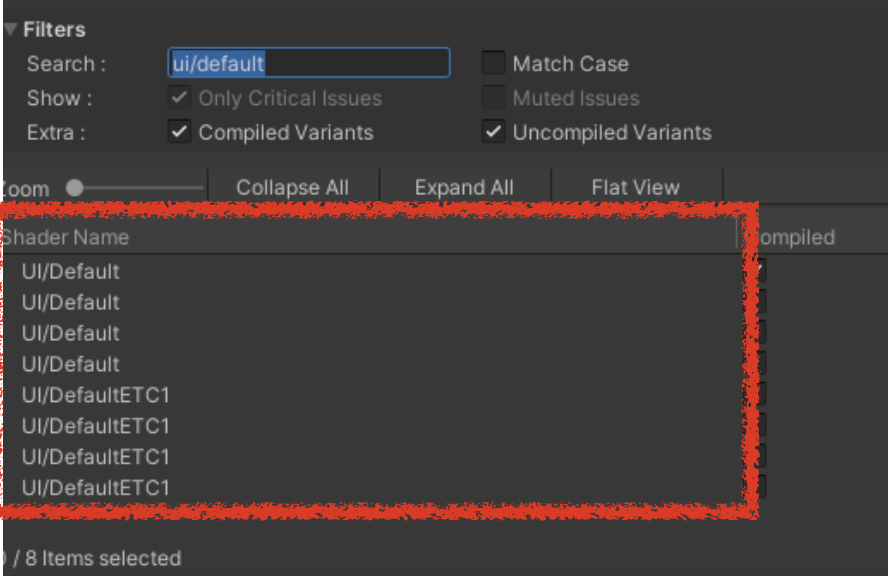 Filters
Search : ui/default Match Case
Show : Only Critical Issues Muted Issues
Extra : Compiled Variants Uncompiled Variants
Zoom Collapse All Expand All Flat View
Shader Name Compiled
UI/Default
UI/Default
UI/Default
UI/Default
UI/DefaultETC1
UI/DefaultETC1
UI/DefaultETC1
UI/DefaultETC1
/ 8 Items selected